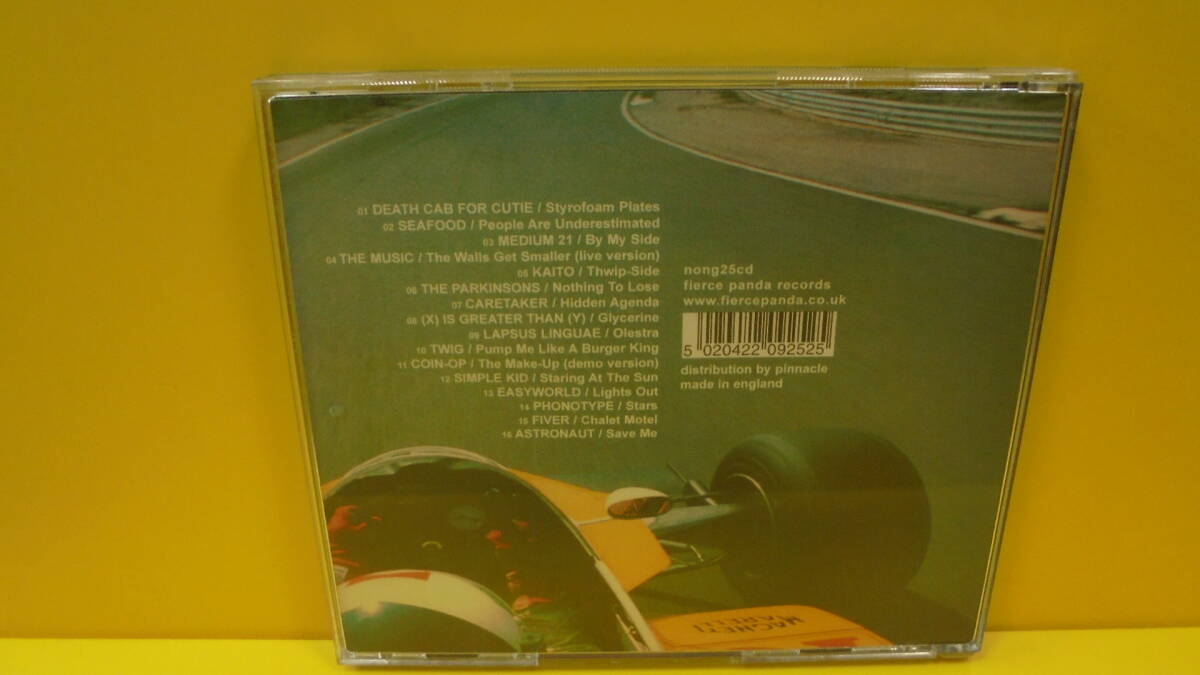 01 DEATH CAB FOR CUTIE / Styrofoam Plates
02 SEAFOOD / People Are Underestimated
03 MEDIUM 21 / By My Side
04 THE MUSIC / The Walls Get Smaller (live version)
05 KAITO / Thwip-Side
06 THE PARKINSONS / Nothing To Lose
07 CARETAKER / Hidden Agenda
08 (X) IS GREATER THAN (Y) / Glycerine
09 LAPSUS LINGUAE / Olestra
10 TWIG / Pump Me Like A Burger King
11 COIN-OP / The Make-Up (demo version)
12 SIMPLE KID / Staring At The Sun
13 EASYWORLD / Lights Out
14 PHONOTYPE / Stars
15 FIVER / Chalet Motel
16 ASTRONAUT / Save Me
nong25cd
fierce panda records
www.fiercepanda.co.uk
5 020422 092525
distribution by pinnacle
made in england
MAGNETI
MARELLI